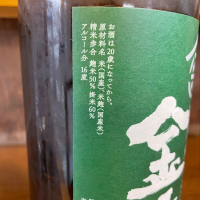 お酒は20歳になってから。
原材料名 米(国産)、米麹(国産米)
精米歩合 麹米50% 掛米60%
アルコール分 16度